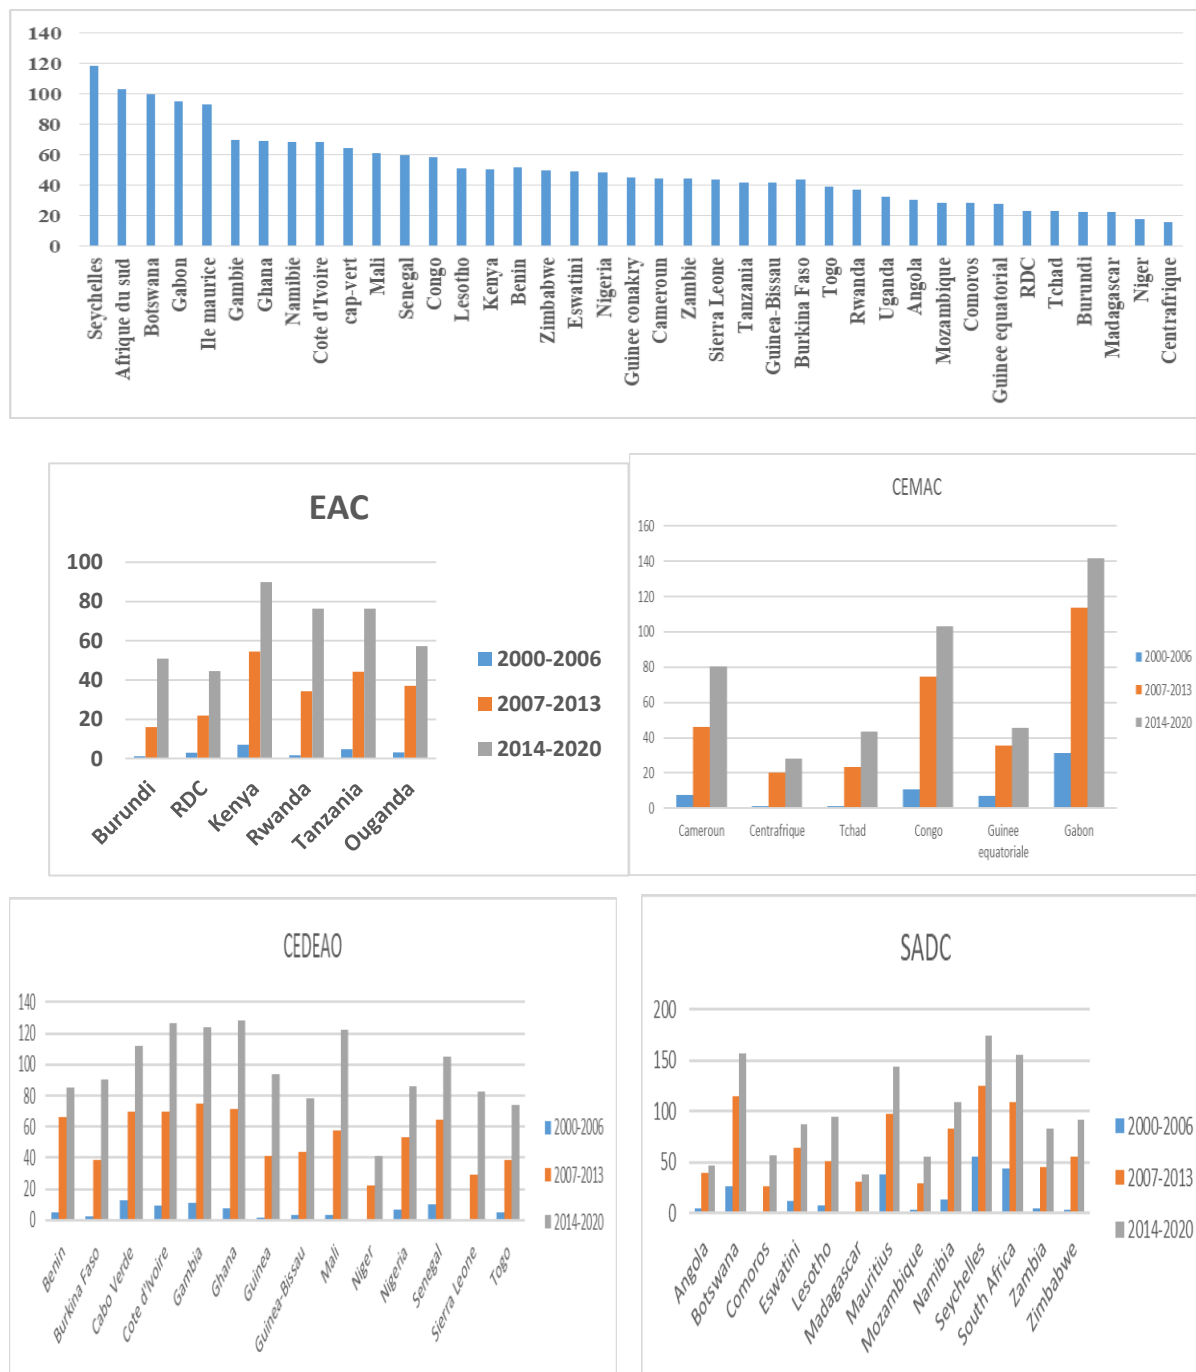 140
120
100
80
60
40
20
0
Seychelles
Afrique du sud
Botswana
Gabon
Ile maurice
Gambie
Ghana
Namibie
Cote d'Ivoire
cap-vert
Mali
Senegal
Congo
Lesotho
Kenya
Benin
Zimbabwe
Eswatini
Nigeria
Guinee conakry
Cameroun
Zambie
Sierra Leone
Tanzania
Guinea-Bissau
Burkina Faso
Togo
Rwanda
Uganda
Angola
Mozambique
Comoros
Guinee equatorial
RDC
Tchad
Burundi
Madagascar
Niger
Centrafrique
EAC
100
80
60
40
20
0
Burundi
RDC
Kenya
Rwanda
Tanzania
Ouganda
2000-2006
2007-2013
2014-2020
CEMAC
160
140
120
100
80
60
40
20
0
Cameroun
Centrafrique
Tchad
Congo
Guinee
equatoriale
Gabon
2000-2006
2007-2013
2014-2020
CEDEAO
140
120
100
80
60
40
20
0
Benin
Burkina Faso
Cabo Verde
Cote d'Ivoire
Gambia
Ghana
Guinea
Guinea-Bissau
Mali
Niger
Nigeria
Senegal
Sierra Leone
Togo
2000-2006
2007-2013
2014-2020
SADC
200
150
100
50
0
Angola
Botswana
Comoros
Eswatini
Lesotho
Madagascar
Mauritius
Mozambique
Namibia
Seychelles
South Africa
Zambia
Zimbabwe
2000-2006
2007-2013
2014-2020